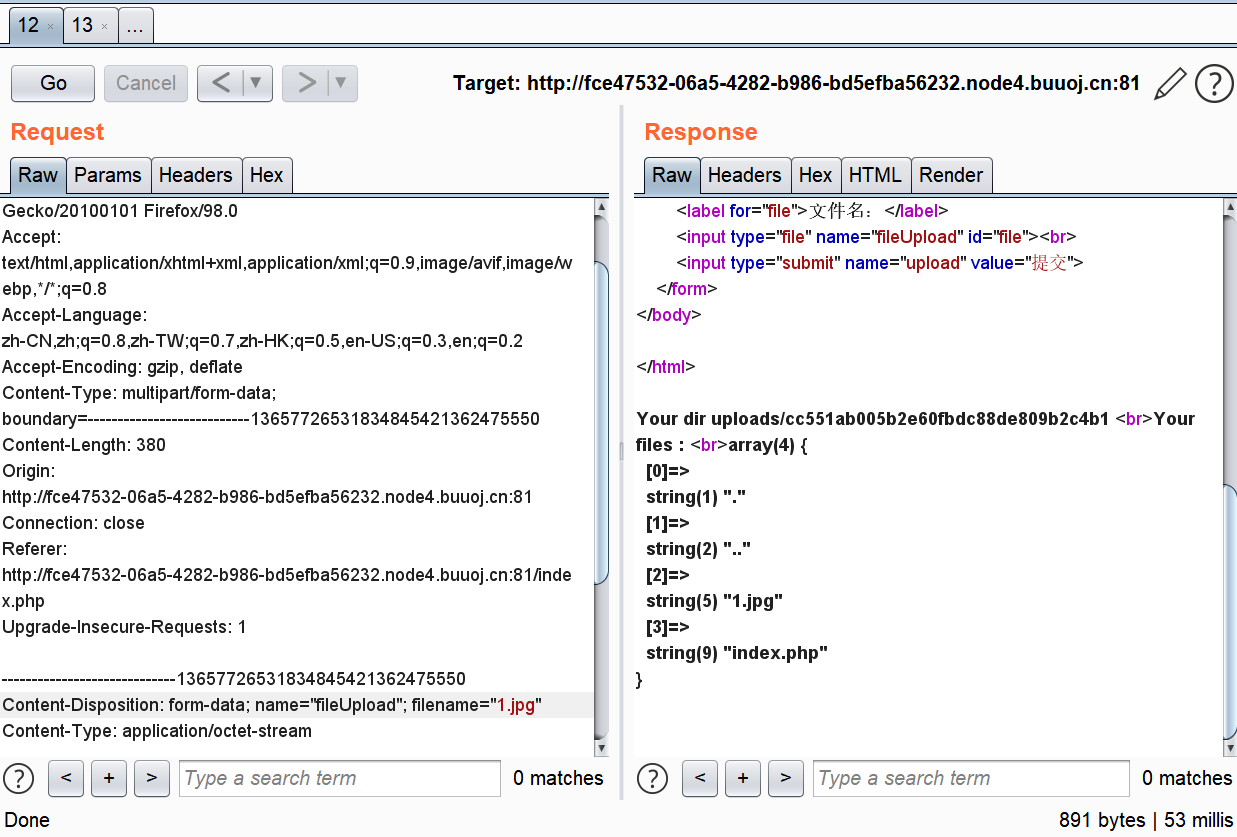 12 × 13 × ...
Go Cancel < ▼ > ▼ Target: http://fce47532-06a5-4282-b986-bd5efba56232.node4.buuoj.cn:81 ?
Request
Raw Params Headers Hex
Gecko/20100101 Firefox/98.0
Accept:
text/html,application/xhtml+xml,application/xml;q=0.9,image/avif,image/w
ebp,*/*;q=0.8
Accept-Language:
zh-CN,zh;q=0.8,zh-TW;q=0.7,zh-HK;q=0.5,en-US;q=0.3,en;q=0.2
Accept-Encoding: gzip, deflate
Content-Type: multipart/form-data;
boundary=---------------------------13657726531834845421362475550
Content-Length: 380
Origin:
http://fce47532-06a5-4282-b986-bd5efba56232.node4.buuoj.cn:81
Connection: close
Referer:
http://fce47532-06a5-4282-b986-bd5efba56232.node4.buuoj.cn:81/inde
x.php
Upgrade-Insecure-Requests: 1
-----------------------------13657726531834845421362475550
Content-Disposition: form-data; name="fileUpload"; filename="1.jpg"
Content-Type: application/octet-stream
? < + > Type a search term 0 matches
Response
Raw Headers Hex HTML Render
<label for="file">文件名：</label>
<input type="file" name="fileUpload" id="file"><br>
<input type="submit" name="upload" value="提交">
</form>
</body>
</html>
Your dir uploads/cc551ab005b2e60fbdc88de809b2c4b1 <br>Your
files : <br>array(4) {
[0]=>
string(1) "."
[1]=>
string(2) ".."
[2]=>
string(5) "1.jpg"
[3]=>
string(9) "index.php"
}
? < + > Type a search term 0 matches
Done 891 bytes | 53 millis